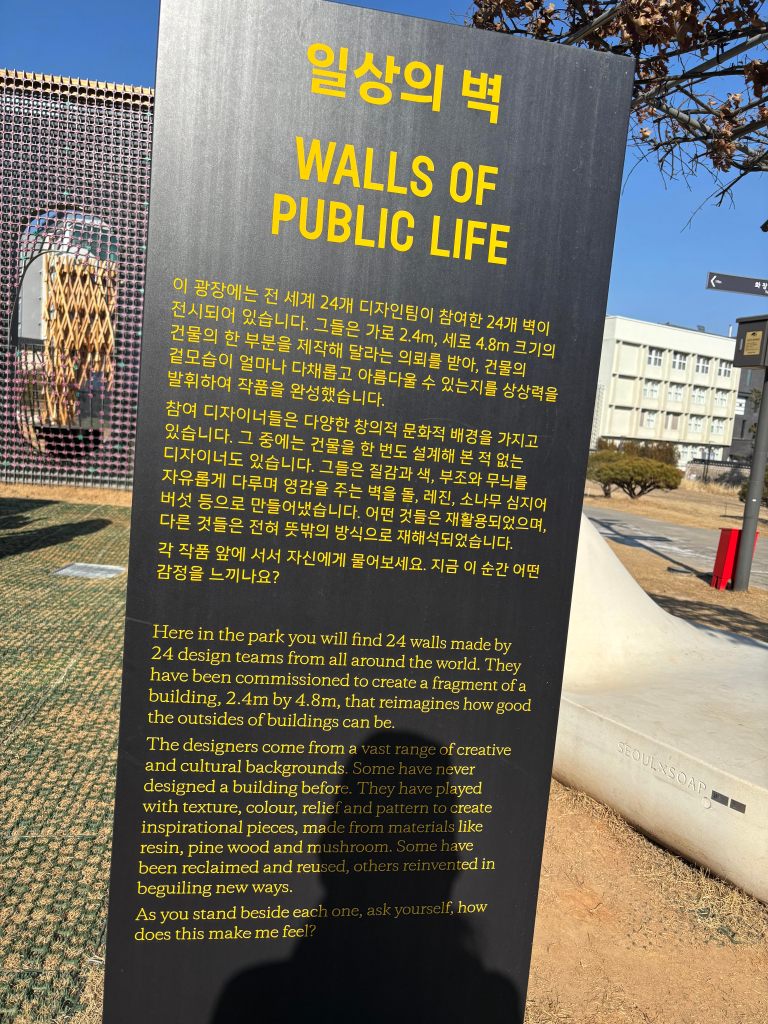 일상의 벽
WALLS OF
PUBLIC LIFE
이 광장에는 전 세계 24개 디자인팀이 참여한 24개 벽이
전시되어 있습니다. 그들은 가로 2.4m, 세로 4.8m 크기의
건물의 한 부분을 제작해 달라는 의뢰를 받아, 건물의
겉모습이 얼마나 다채롭고 아름다울 수 있는지를 상상력을
발휘하여 작품을 완성했습니다.
참여 디자이너들은 다양한 창의적 문화적 배경을 가지고
있습니다. 그 중에는 건물을 한 번도 설계해 본 적 없는
디자이너도 있습니다. 그들은 질감과 색, 부조와 무늬를
자유롭게 다루며 영감을 주는 벽을 돌, 레진, 소나무 심지어
버섯 등으로 만들어냈습니다. 어떤 것들은 재활용되었으며,
다른 것들은 전혀 뜻밖의 방식으로 재해석되었습니다.
각 작품 앞에 서서 자신에게 물어보세요. 지금 이 순간 어떤
감정을 느끼나요?
Here in the park you will find 24 walls made by
24 design teams from all around the world. They
have been commissioned to create a fragment of a
building, 2.4m by 4.8m, that reimagines how good
the outsides of buildings can be.
The designers come from a vast range of creative
and cultural backgrounds. Some have never
designed a building before. They have played
with texture, colour, relief and pattern to create
inspirational pieces, made from materials like
resin, pine wood and mushroom. Some have
been reclaimed and reused, others reinvented in
beguiling new ways.
As you stand beside each one, ask yourself, how
does this make me feel?
SEOUL×SOAP